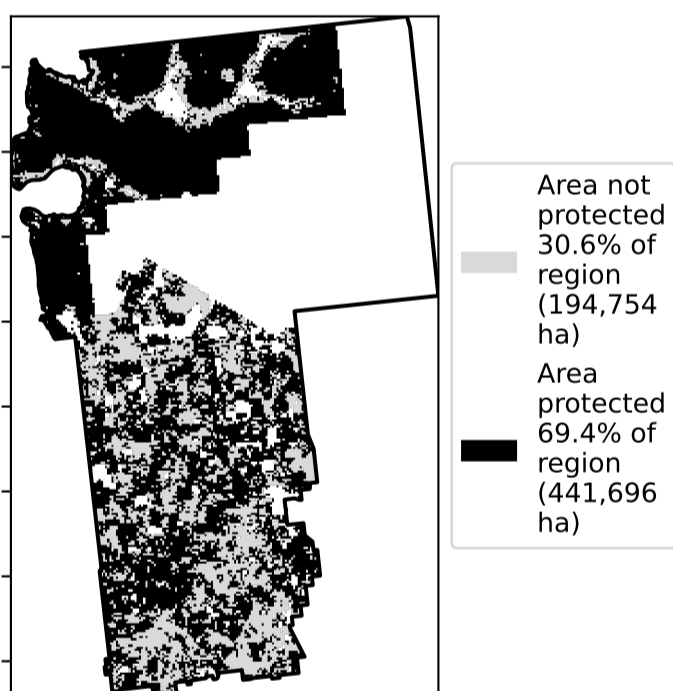 Area not
protected
30.6% of
region
(194,754
ha)
Area
protected
69.4% of
region
(441,696
ha)